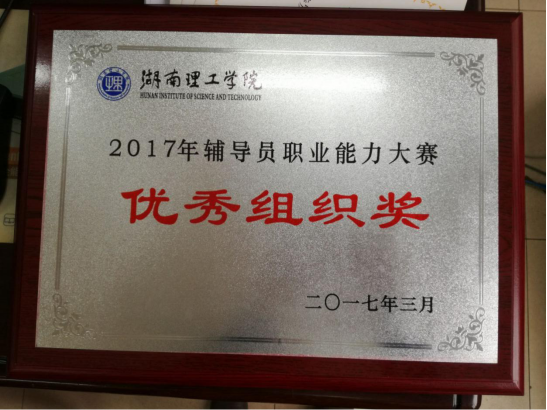 湖南理工学院
HUNAN INSTITUTE OF SCIENCE AND TECHNOLOGY
2017年辅导员职业能力大赛
优秀组织奖
二〇一七年三月